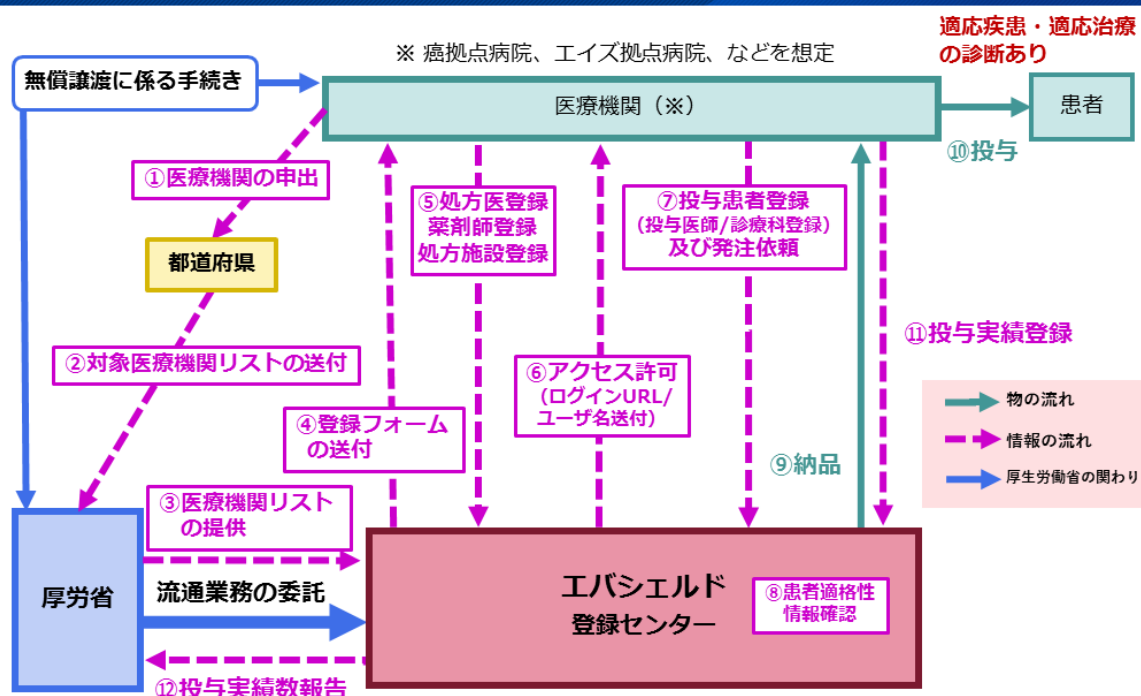 適応疾患・適応治療
の診断あり
※ 癌拠点病院、エイズ拠点病院、などを想定
無償譲渡に係る手続き
医療機関（※）
患者
⑩投与
①医療機関の申出
⑤処方医登録
薬剤師登録
処方施設登録
⑦投与患者登録
(投与医師/診療科登録)
及び発注依頼
都道府県
②対象医療機関リストの送付
⑪投与実績登録
⑥アクセス許可
(ログインURL/
ユーザ名送付)
④登録フォーム
の送付
⑨納品
物の流れ
情報の流れ
厚生労働省の関わり
③医療機関リスト
の提供
厚労省
流通業務の委託
エバシェルド
登録センター
⑧患者適格性
情報確認
⑫投与実績数報告